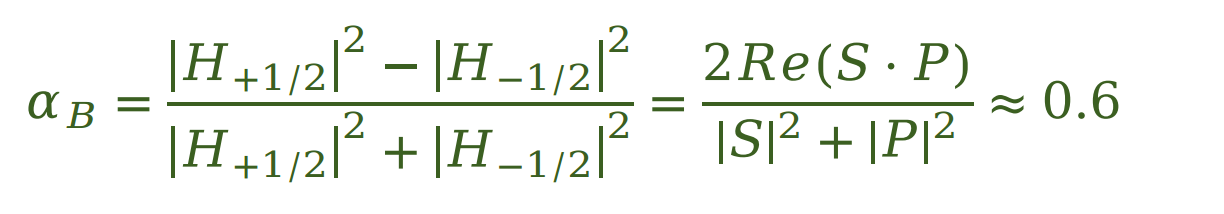 α_B = (|H_{+1/2}|^2 − |H_{−1/2}|^2) / (|H_{+1/2}|^2 + |H_{−1/2}|^2) = 2Re(S · P) / (|S|^2 + |P|^2) ≈ 0.6